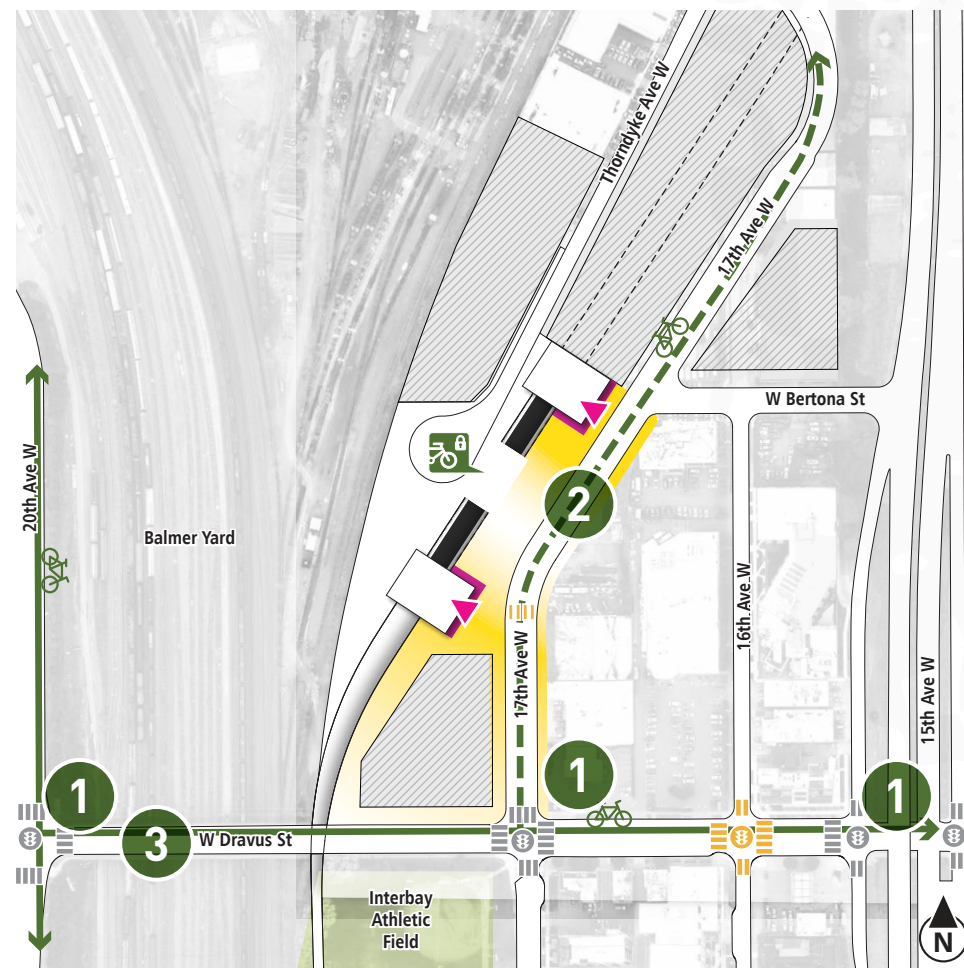 Thorndyke Ave W
17th Ave W
W Bertona St
20th Ave W
Balmer Yard
2
16th Ave W
17th Ave W
15th Ave W
1
1
1
3
W Dravus St
Interbay
Athletic
Field
N